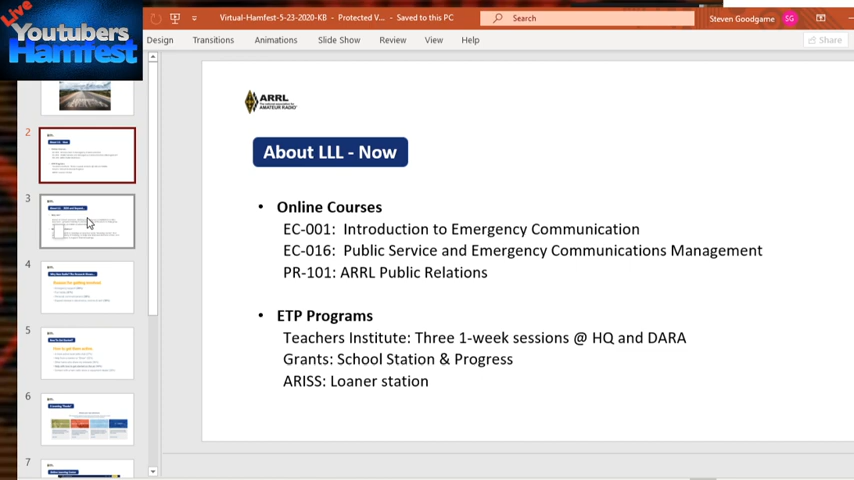 Live
Youtubers
Hamfest
Virtual-Hamfest-5-23-2020-KB - Protected V... - Saved to this PC
Search
Steven Goodgame
SG
Design Transitions Animations Slide Show Review View Help
Share
2
3
4
5
6
7
ARRL
AMATEUR RADIO
About LLL - Now
• Online Courses
EC-001: Introduction to Emergency Communication
EC-016: Public Service and Emergency Communications Management
PR-101: ARRL Public Relations
• ETP Programs
Teachers Institute: Three 1-week sessions @ HQ and DARA
Grants: School Station & Progress
ARISS: Loaner station